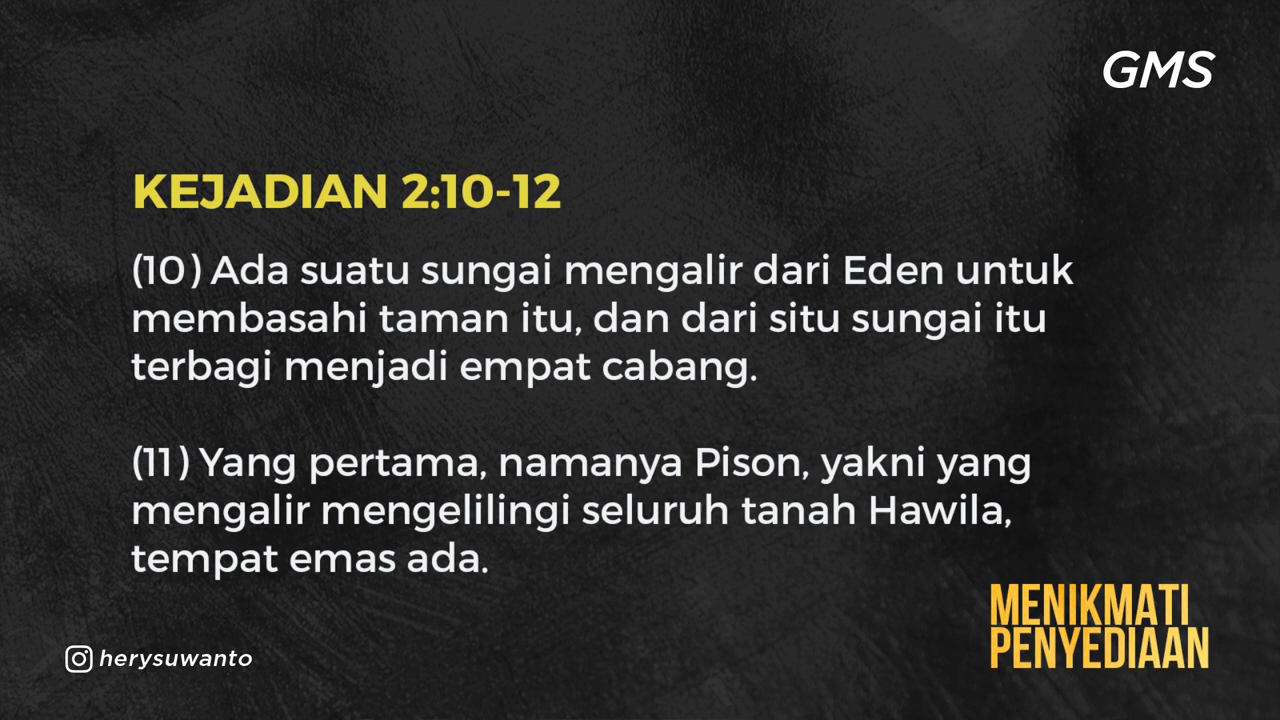 GMS
KEJADIAN 2:10-12
(10) Ada suatu sungai mengalir dari Eden untuk
membasahi taman itu, dan dari situ sungai itu
terbagi menjadi empat cabang.
(11) Yang pertama, namanya Pison, yakni yang
mengalir mengelilingi seluruh tanah Hawila,
tempat emas ada.
MENIKMATI
PENYEDIAAN
herysuwanto